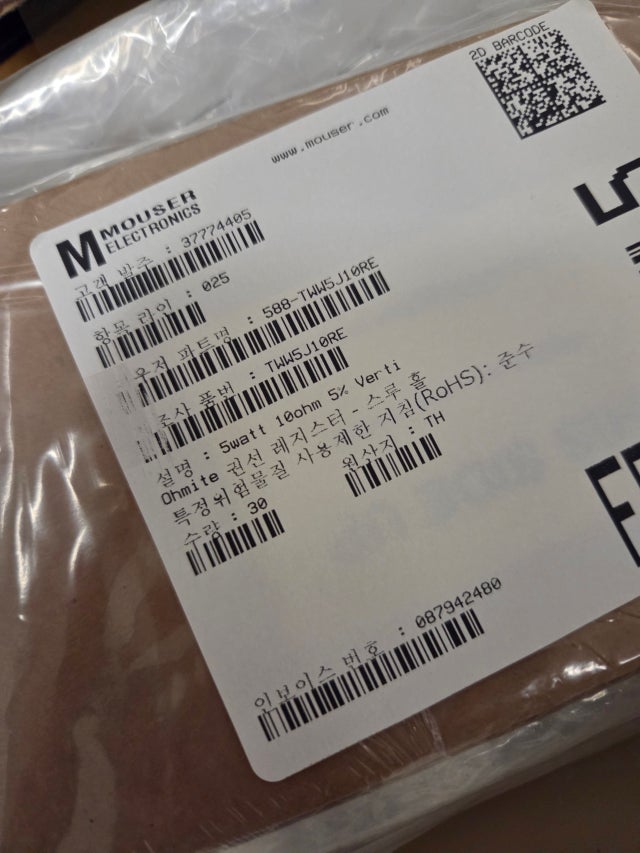 2D BARCODE
www.mouser.com
M MOUSER
ELECTRONICS
고객 발주 : 37774405
항목 라인 : 025
우저 파트명 : 588-TWW5J10RE
조사 품번 : TWW5J10RE
설명 : 5watt 10ohm 5% Verti
Ohmite 권선 레지스터 - 스루 홀
특정위험물질 사용제한 지침(RoHS): 준수
수량 : 30
원산지 : TH
인보이스 번호 : 087942480